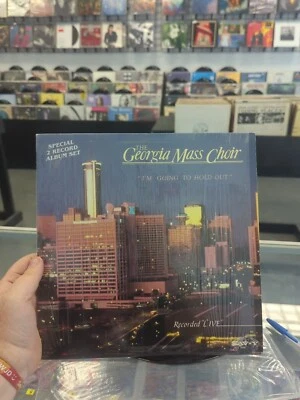 SPECIAL
2 RECORD
ALBUM SET
THE
Georgia Mass Choir
"I'M GOING TO HOLD OUT"
Recorded "LIVE"